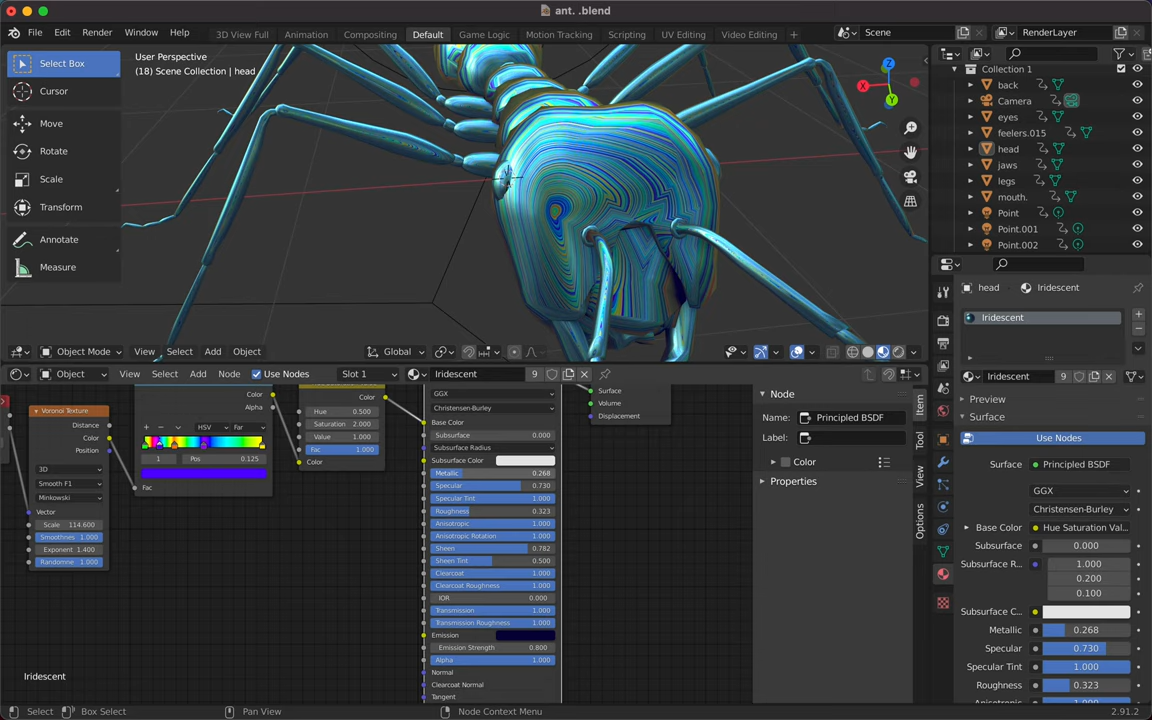 ant. .blend
File Edit Render Window Help 3D View Full Animation Compositing Default Game Logic Motion Tracking Scripting UV Editing Video Editing + Scene RenderLayer
Select Box
Cursor
Move
Rotate
Scale
Transform
Annotate
Measure
User Perspective
(18) Scene Collection | head
X
Y
Z
Object Mode View Select Add Object Global
Collection 1
back
Camera
eyes
feelers.015
head
jaws
legs
mouth.
Point
Point.001
Point.002
Object View Select Add Node Use Nodes Slot 1 Iridescent 9
Voronoi Texture
Distance
Color
Position
3D
Smooth F1
Minkowski
Vector
Scale 114.600
Smoothnes 1.000
Exponent 1.400
Randomne 1.000
Color
Alpha
+ − HSV Far
1 Pos 0.125
Fac
Color
Hue 0.500
Saturation 2.000
Value 1.000
Fac 1.000
Color
GGX
Christensen-Burley
Base Color
Subsurface 0.000
Subsurface Radius
Subsurface Color
Metallic 0.268
Specular 0.730
Specular Tint 1.000
Roughness 0.323
Anisotropic 1.000
Anisotropic Rotation 1.000
Sheen 0.782
Sheen Tint 0.500
Clearcoat 1.000
Clearcoat Roughness 1.000
IOR 0.000
Transmission 1.000
Transmission Roughness 1.000
Emission
Emission Strength 0.800
Alpha 1.000
Normal
Clearcoat Normal
Tangent
Surface
Volume
Displacement
Iridescent
Node
Name: Principled BSDF
Label:
Color
Properties
Item
Tool
View
Options
head Iridescent
Iridescent
Iridescent 9
Preview
Surface
Use Nodes
Surface Principled BSDF
GGX
Christensen-Burley
Base Color Hue Saturation Val...
Subsurface 0.000
Subsurface R... 1.000
0.200
0.100
Subsurface C...
Metallic 0.268
Specular 0.730
Specular Tint 1.000
Roughness 0.323
Select Box Select Pan View Node Context Menu 2.91.2